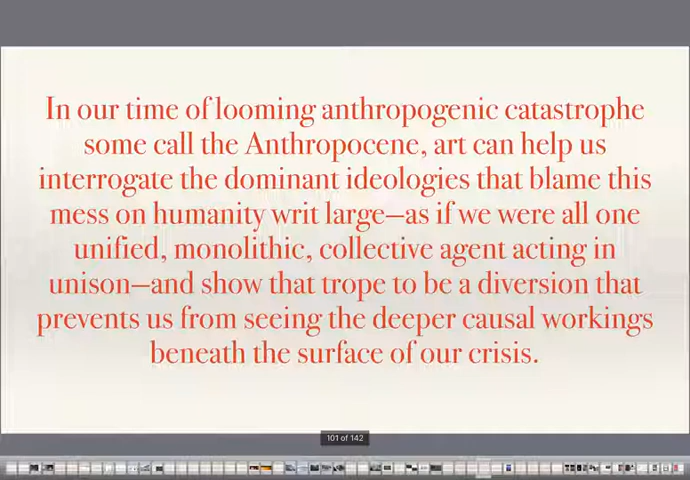 In our time of looming anthropogenic catastrophe
some call the Anthropocene, art can help us
interrogate the dominant ideologies that blame this
mess on humanity writ large—as if we were all one
unified, monolithic, collective agent acting in
unison—and show that trope to be a diversion that
prevents us from seeing the deeper causal workings
beneath the surface of our crisis.
101 of 142